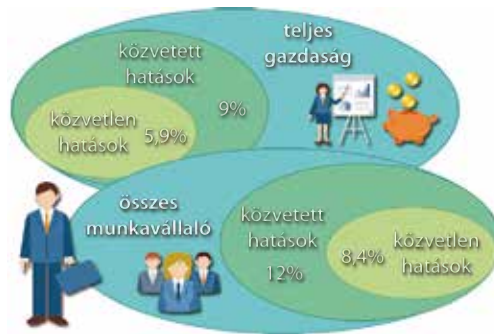 teljes
gazdaság
közvetett
hatások
9%
közvetlen
hatások 5,9%
összes
munkavállaló
közvetett
hatások
12%
8,4%
közvetlen
hatások